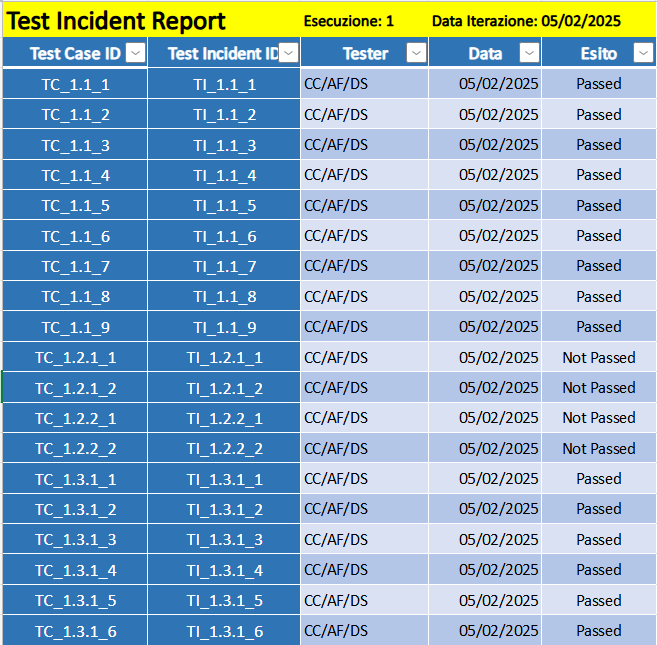 Test Incident Report Esecuzione: 1 Data Iterazione: 05/02/2025
Test Case ID Test Incident ID Tester Data Esito
TC_1.1_1 TI_1.1_1 CC/AF/DS 05/02/2025 Passed
TC_1.1_2 TI_1.1_2 CC/AF/DS 05/02/2025 Passed
TC_1.1_3 TI_1.1_3 CC/AF/DS 05/02/2025 Passed
TC_1.1_4 TI_1.1_4 CC/AF/DS 05/02/2025 Passed
TC_1.1_5 TI_1.1_5 CC/AF/DS 05/02/2025 Passed
TC_1.1_6 TI_1.1_6 CC/AF/DS 05/02/2025 Passed
TC_1.1_7 TI_1.1_7 CC/AF/DS 05/02/2025 Passed
TC_1.1_8 TI_1.1_8 CC/AF/DS 05/02/2025 Passed
TC_1.1_9 TI_1.1_9 CC/AF/DS 05/02/2025 Passed
TC_1.2.1_1 TI_1.2.1_1 CC/AF/DS 05/02/2025 Not Passed
TC_1.2.1_2 TI_1.2.1_2 CC/AF/DS 05/02/2025 Not Passed
TC_1.2.2_1 TI_1.2.2_1 CC/AF/DS 05/02/2025 Not Passed
TC_1.2.2_2 TI_1.2.2_2 CC/AF/DS 05/02/2025 Not Passed
TC_1.3.1_1 TI_1.3.1_1 CC/AF/DS 05/02/2025 Passed
TC_1.3.1_2 TI_1.3.1_2 CC/AF/DS 05/02/2025 Passed
TC_1.3.1_3 TI_1.3.1_3 CC/AF/DS 05/02/2025 Passed
TC_1.3.1_4 TI_1.3.1_4 CC/AF/DS 05/02/2025 Passed
TC_1.3.1_5 TI_1.3.1_5 CC/AF/DS 05/02/2025 Passed
TC_1.3.1_6 TI_1.3.1_6 CC/AF/DS 05/02/2025 Passed